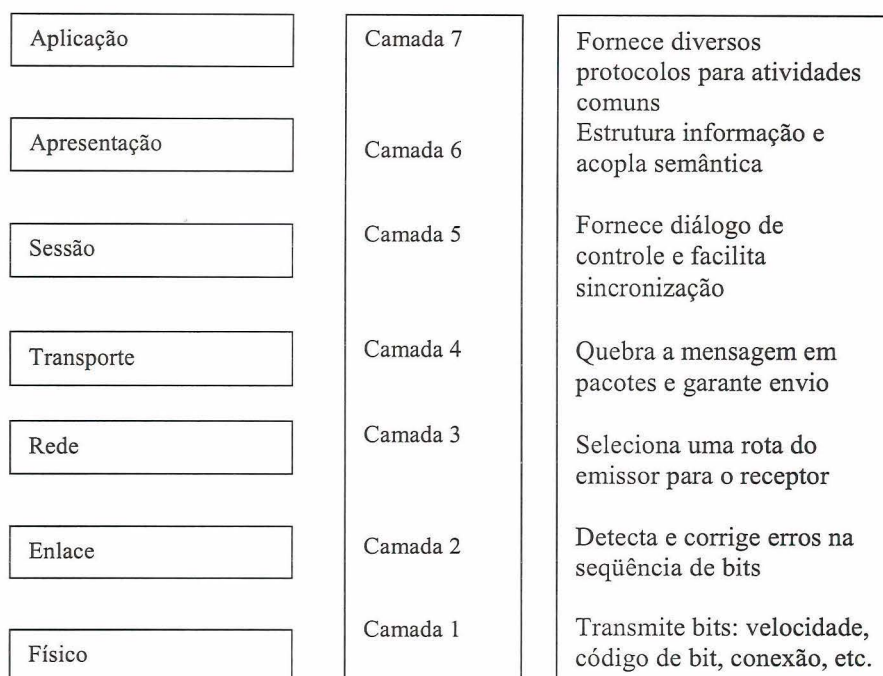 Aplicação
Camada 7
Fornece diversos
protocolos para atividades
comuns
Apresentação
Camada 6
Estrutura informação e
acopla semântica
Sessão
Camada 5
Fornece diálogo de
controle e facilita
sincronização
Transporte
Camada 4
Quebra a mensagem em
pacotes e garante envio
Rede
Camada 3
Seleciona uma rota do
emissor para o receptor
Enlace
Camada 2
Detecta e corrige erros na
seqüência de bits
Físico
Camada 1
Transmite bits: velocidade,
código de bit, conexão, etc.